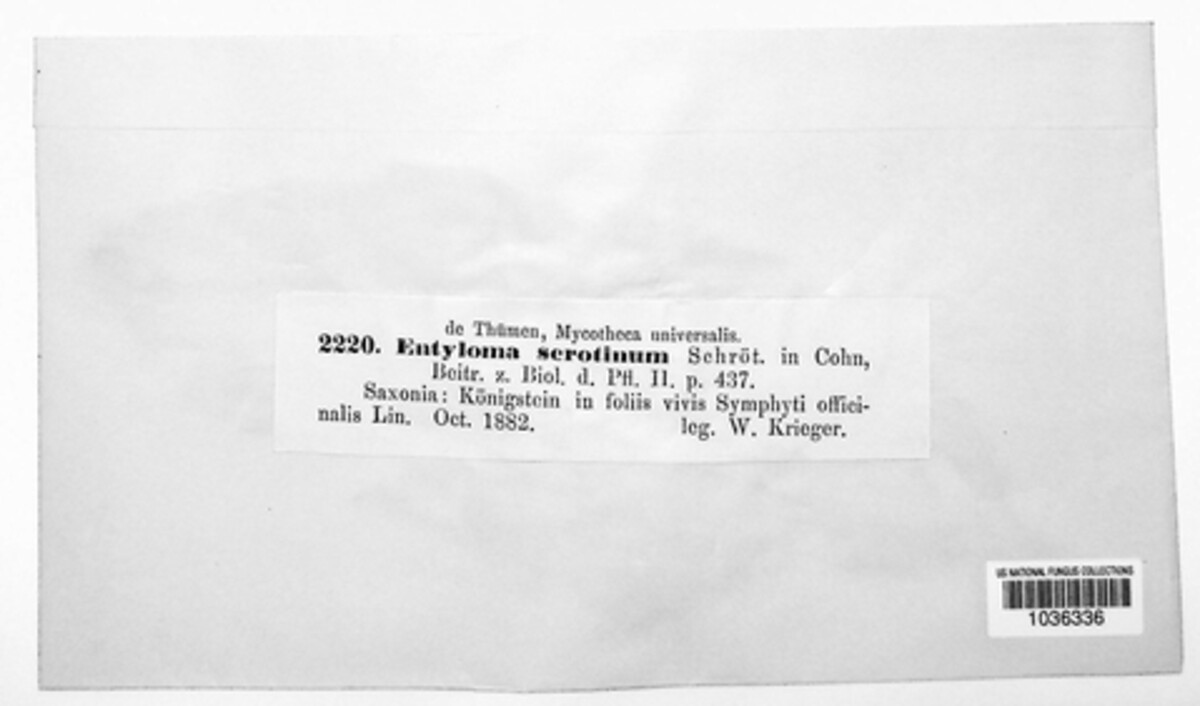 de Thümen, Mycotheca universalis.
2220. Entyloma serotinum Schröt. in Cohn,
Beitr. z. Biol. d. Pfl. II. p. 437.
Saxonia: Königstein in foliis vivis Symphyti offici-
nalis Lin. Oct. 1882. leg. W. Krieger.
US NATIONAL FUNGUS COLLECTIONS
1036336